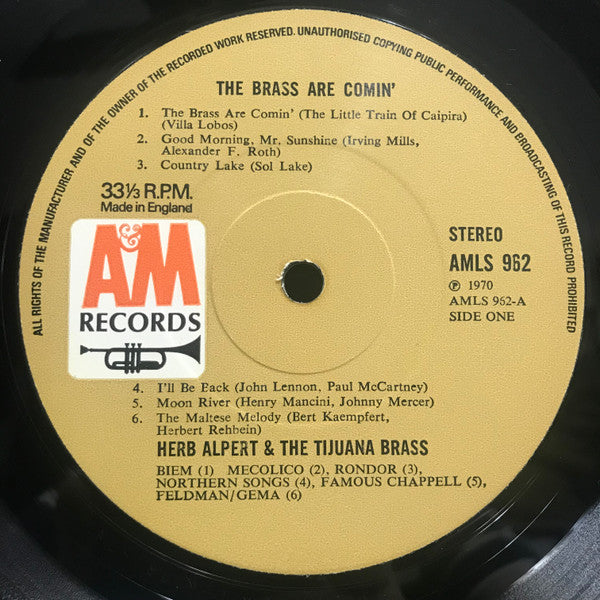 ALL RIGHTS OF THE MANUFACTURER AND OF THE OWNER OF THE RECORDED WORK RESERVED. UNAUTHORISED COPYING PUBLIC PERFORMANCE AND BROADCASTING OF THIS RECORD PROHIBITED
THE BRASS ARE COMIN'
1. The Brass Are Comin' (The Little Train Of Caipira)
(Villa Lobos)
2. Good Morning, Mr. Sunshine (Irving Mills,
Alexander F. Roth)
3. Country Lake (Sol Lake)
33⅓ R.P.M.
Made in England
A&M
RECORDS
STEREO
AMLS 962
Ⓟ 1970
AMLS 962-A
SIDE ONE
4. I'll Be Back (John Lennon, Paul McCartney)
5. Moon River (Henry Mancini, Johnny Mercer)
6. The Maltese Melody (Bert Kaempfert,
Herbert Rehbein)
HERB ALPERT & THE TIJUANA BRASS
BIEM (1) MECOLICO (2), RONDOR (3),
NORTHERN SONGS (4), FAMOUS CHAPPELL (5),
FELDMAN/GEMA (6)